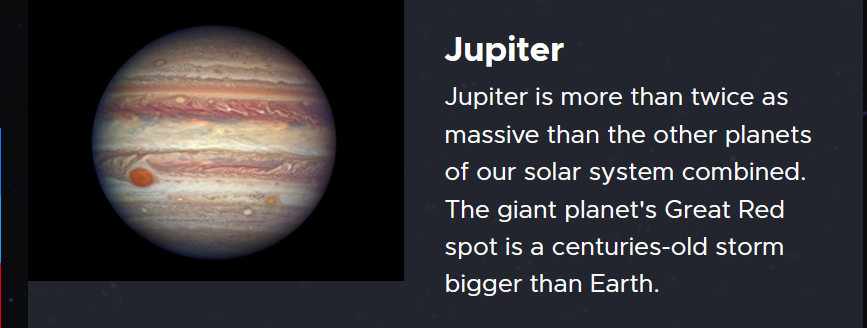 Jupiter
Jupiter is more than twice as
massive than the other planets
of our solar system combined.
The giant planet's Great Red
spot is a centuries-old storm
bigger than Earth.